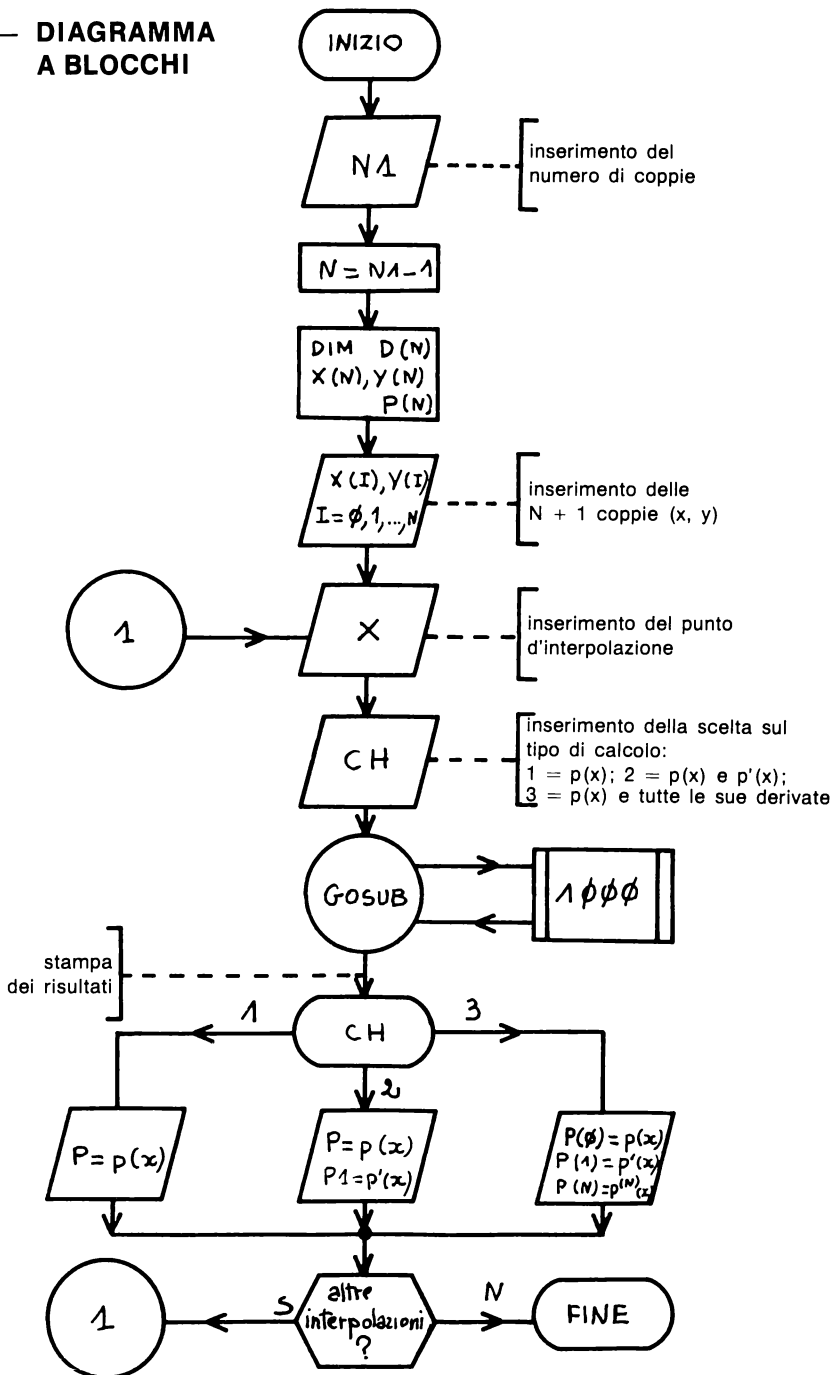 — DIAGRAMMA
A BLOCCHI
INIZIO
N1
inserimento del
numero di coppie
N = N1-1
DIM D(N)
X(N), Y(N)
P(N)
X(I), Y(I)
I=φ,1,...,N
inserimento delle
N + 1 coppie (x, y)
1
X
inserimento del punto
d'interpolazione
CH
inserimento della scelta sul
tipo di calcolo:
1 = p(x); 2 = p(x) e p'(x);
3 = p(x) e tutte le sue derivate
GOSUB
1φφφ
stampa
dei risultati
1
CH
3
2
P=p(x)
P=p(x)
P1=p'(x)
P(φ)=p(x)
P(1)=p'(x)
P(N)=p(N)(x)
1
S
altre
interpolazioni
?
N
FINE